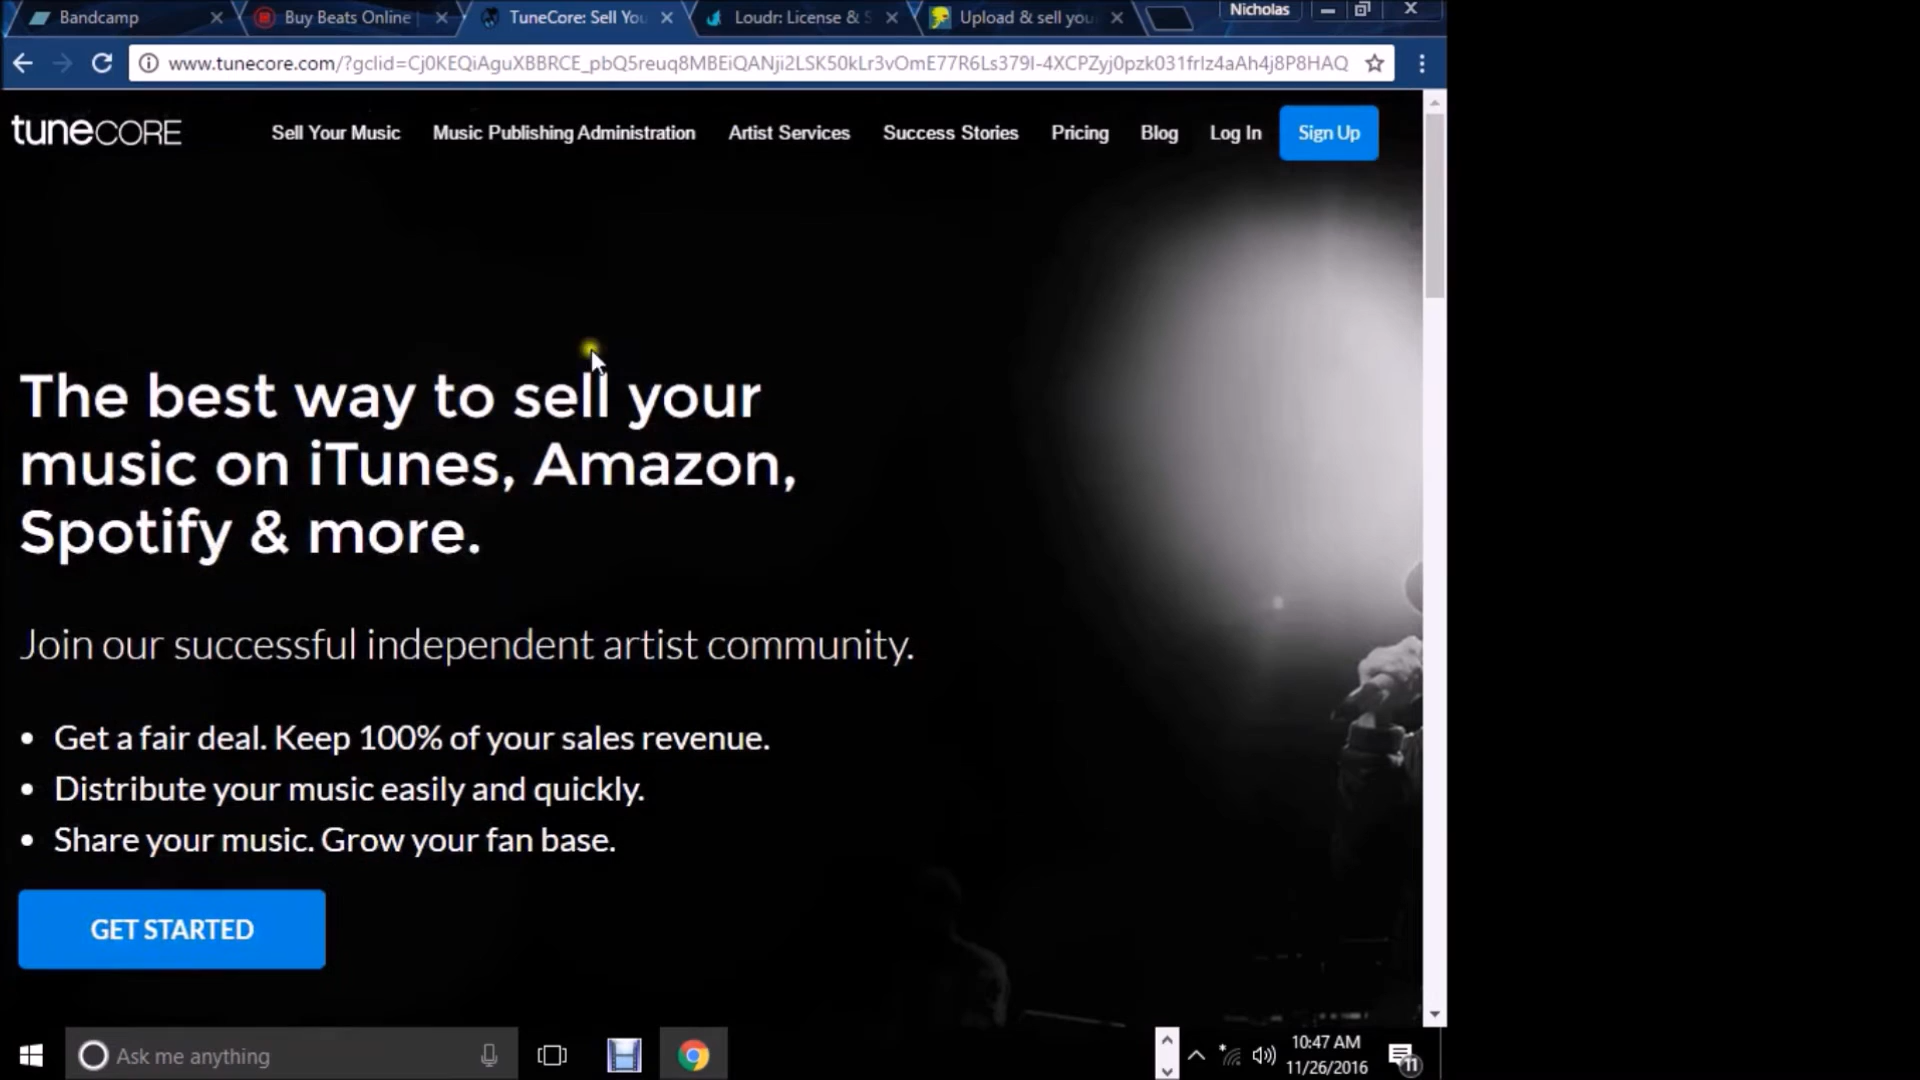 Bandcamp
Buy Beats Online
TuneCore: Sell You
Loudr: License & S
Upload & sell you
Nicholas
www.tunecore.com/?gclid=Cj0KEQiAguXBBRCE_pbQ5reuq8MBEiQANji2LSK50kLr3vOmE77R6Ls379I-4XCPZyj0pzk031frIz4aAh4j8P8HAQ
tuneCORE
Sell Your Music
Music Publishing Administration
Artist Services
Success Stories
Pricing
Blog
Log In
Sign Up
The best way to sell your
music on iTunes, Amazon,
Spotify & more.
Join our successful independent artist community.
• Get a fair deal. Keep 100% of your sales revenue.
• Distribute your music easily and quickly.
• Share your music. Grow your fan base.
GET STARTED
Ask me anything
10:47 AM
11/26/2016
11